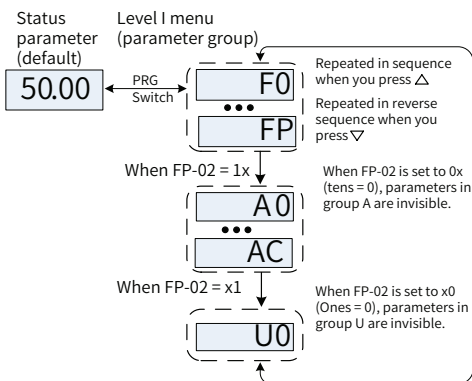 Status
parameter
(default)
Level I menu
(parameter group)
50.00
PRG
Switch
F0
•••
FP
Repeated in sequence
when you press △
Repeated in reverse
sequence when you
press ▽
When FP-02 = 1x
When FP-02 is set to 0x
(tens = 0), parameters in
group A are invisible.
A0
•••
AC
When FP-02 = x1
When FP-02 is set to x0
(Ones = 0), parameters in
group U are invisible.
U0